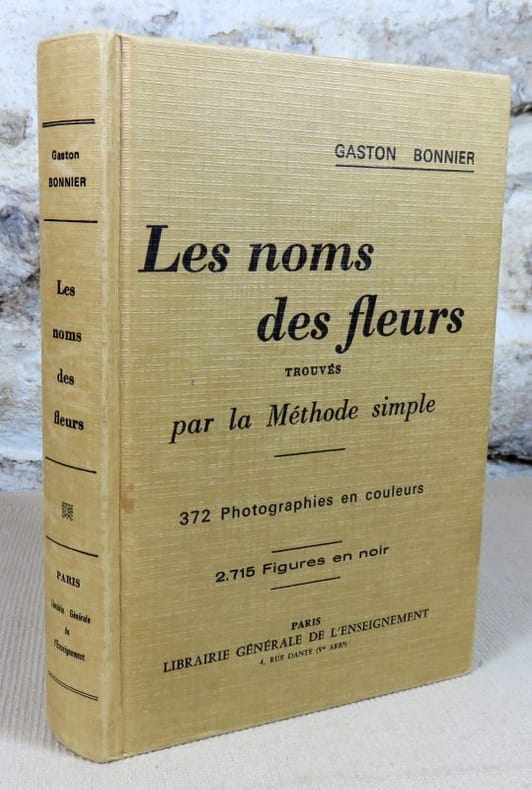 Gaston
BONNIER
Les
noms
des
fleurs
PARIS
Librairie Générale
de
l'Enseignement
GASTON BONNIER
Les noms
des fleurs
TROUVÉS
par la Méthode simple
372 Photographies en couleurs
2.715 Figures en noir
PARIS
LIBRAIRIE GÉNÉRALE DE L'ENSEIGNEMENT
4, RUE DANTE (Ve ARRt)